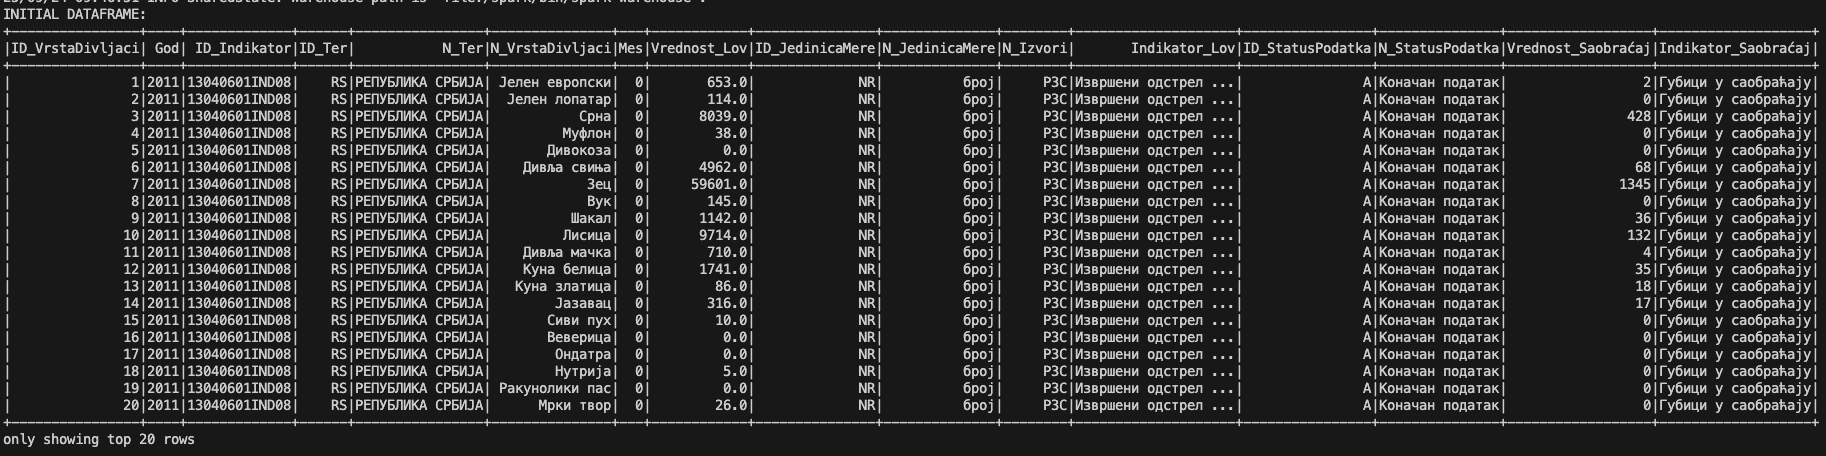 INITIAL DATAFRAME:
|ID_VrstaDivljaci| God| ID_Indikator|ID_Ter| N_Ter|N_VrstaDivljaci|Mes|Vrednost_Lov|ID_JedinicaMere|N_JedinicaMere|N_Izvori| Indikator_Lov|ID_StatusPodatka|N_StatusPodatka|Vrednost_Saobraćaj|Indikator_Saobraćaj|
| 1|2011|13040601IND08| RS|РЕПУБЛИКА СРБИЈА| Јелен европски| 0| 653.0| NR| број| РЗС|Извршени одстрел ...| A|Коначан податак| 2|Губици у саобраћају|
| 2|2011|13040601IND08| RS|РЕПУБЛИКА СРБИЈА| Јелен лопатар| 0| 114.0| NR| број| РЗС|Извршени одстрел ...| A|Коначан податак| 0|Губици у саобраћају|
| 3|2011|13040601IND08| RS|РЕПУБЛИКА СРБИЈА| Срна| 0| 8039.0| NR| број| РЗС|Извршени одстрел ...| A|Коначан податак| 428|Губици у саобраћају|
| 4|2011|13040601IND08| RS|РЕПУБЛИКА СРБИЈА| Муфлон| 0| 38.0| NR| број| РЗС|Извршени одстрел ...| A|Коначан податак| 0|Губици у саобраћају|
| 5|2011|13040601IND08| RS|РЕПУБЛИКА СРБИЈА| Дивокоза| 0| 0.0| NR| број| РЗС|Извршени одстрел ...| A|Коначан податак| 0|Губици у саобраћају|
| 6|2011|13040601IND08| RS|РЕПУБЛИКА СРБИЈА| Дивља свиња| 0| 4962.0| NR| број| РЗС|Извршени одстрел ...| A|Коначан податак| 68|Губици у саобраћају|
| 7|2011|13040601IND08| RS|РЕПУБЛИКА СРБИЈА| Зец| 0| 59601.0| NR| број| РЗС|Извршени одстрел ...| A|Коначан податак| 1345|Губици у саобраћају|
| 8|2011|13040601IND08| RS|РЕПУБЛИКА СРБИЈА| Вук| 0| 145.0| NR| број| РЗС|Извршени одстрел ...| A|Коначан податак| 0|Губици у саобраћају|
| 9|2011|13040601IND08| RS|РЕПУБЛИКА СРБИЈА| Шакал| 0| 1142.0| NR| број| РЗС|Извршени одстрел ...| A|Коначан податак| 36|Губици у саобраћају|
| 10|2011|13040601IND08| RS|РЕПУБЛИКА СРБИЈА| Лисица| 0| 9714.0| NR| број| РЗС|Извршени одстрел ...| A|Коначан податак| 132|Губици у саобраћају|
| 11|2011|13040601IND08| RS|РЕПУБЛИКА СРБИЈА| Дивља мачка| 0| 710.0| NR| број| РЗС|Извршени одстрел ...| A|Коначан податак| 4|Губици у саобраћају|
| 12|2011|13040601IND08| RS|РЕПУБЛИКА СРБИЈА| Куна белица| 0| 1741.0| NR| број| РЗС|Извршени одстрел ...| A|Коначан податак| 35|Губици у саобраћају|
| 13|2011|13040601IND08| RS|РЕПУБЛИКА СРБИЈА| Куна златица| 0| 86.0| NR| број| РЗС|Извршени одстрел ...| A|Коначан податак| 18|Губици у саобраћају|
| 14|2011|13040601IND08| RS|РЕПУБЛИКА СРБИЈА| Јазавац| 0| 316.0| NR| број| РЗС|Извршени одстрел ...| A|Коначан податак| 17|Губици у саобраћају|
| 15|2011|13040601IND08| RS|РЕПУБЛИКА СРБИЈА| Сиви пух| 0| 10.0| NR| број| РЗС|Извршени одстрел ...| A|Коначан податак| 0|Губици у саобраћају|
| 16|2011|13040601IND08| RS|РЕПУБЛИКА СРБИЈА| Веверица| 0| 0.0| NR| број| РЗС|Извршени одстрел ...| A|Коначан податак| 0|Губици у саобраћају|
| 17|2011|13040601IND08| RS|РЕПУБЛИКА СРБИЈА| Ондатра| 0| 0.0| NR| број| РЗС|Извршени одстрел ...| A|Коначан податак| 0|Губици у саобраћају|
| 18|2011|13040601IND08| RS|РЕПУБЛИКА СРБИЈА| Нутрија| 0| 5.0| NR| број| РЗС|Извршени одстрел ...| A|Коначан податак| 0|Губици у саобраћају|
| 19|2011|13040601IND08| RS|РЕПУБЛИКА СРБИЈА| Ракунолики пас| 0| 0.0| NR| број| РЗС|Извршени одстрел ...| A|Коначан податак| 0|Губици у саобраћају|
| 20|2011|13040601IND08| RS|РЕПУБЛИКА СРБИЈА| Мрки твор| 0| 26.0| NR| број| РЗС|Извршени одстрел ...| A|Коначан податак| 0|Губици у саобраћају|
only showing top 20 rows